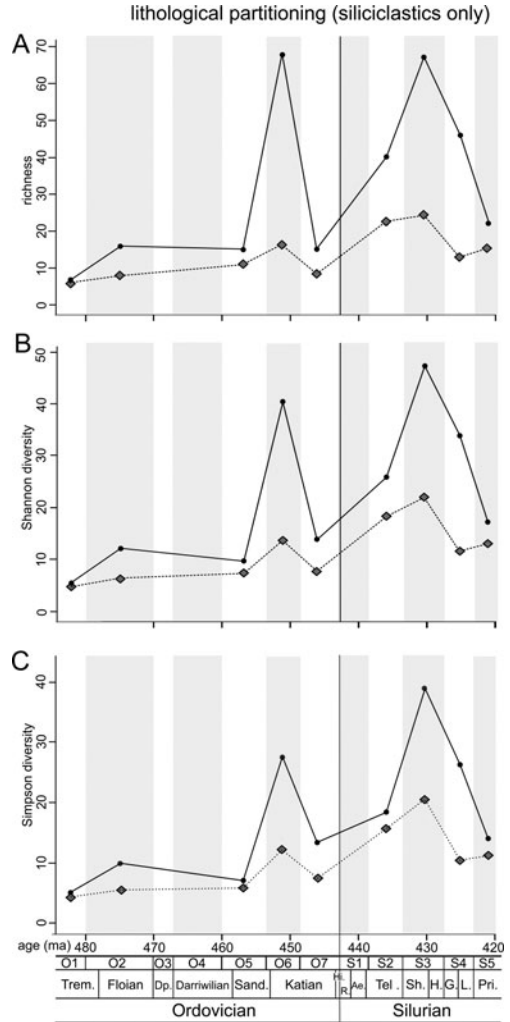 lithological partitioning (siliciclastics only)
A
richness
70
60
50
40
30
20
10
0
B
Shannon diversity
50
40
30
20
10
0
C
Simpson diversity
40
30
20
10
0
age (ma) 480 470 460 450 440 430 420
O1 O2 O3 O4 O5 O6 O7 S1 S2 S3 S4 S5
Trem. Floian Dp. Darriwilian Sand. Katian Hi. R. Ae. Tel . Sh. H. G. L. Pri.
Ordovician Silurian